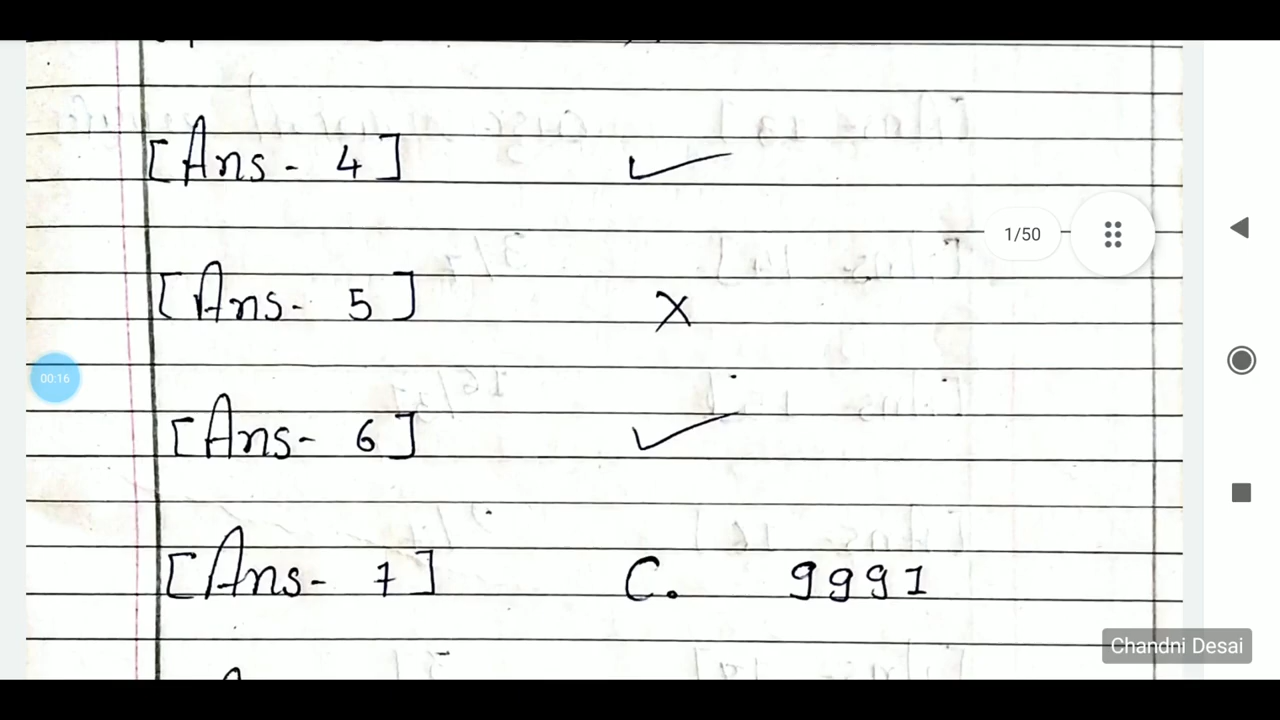 [Ans - 4] ✓
1/50
[Ans- 5] X
00:16
[Ans- 6] ✓
[Ans- 7] C. 9991
Chandni Desai